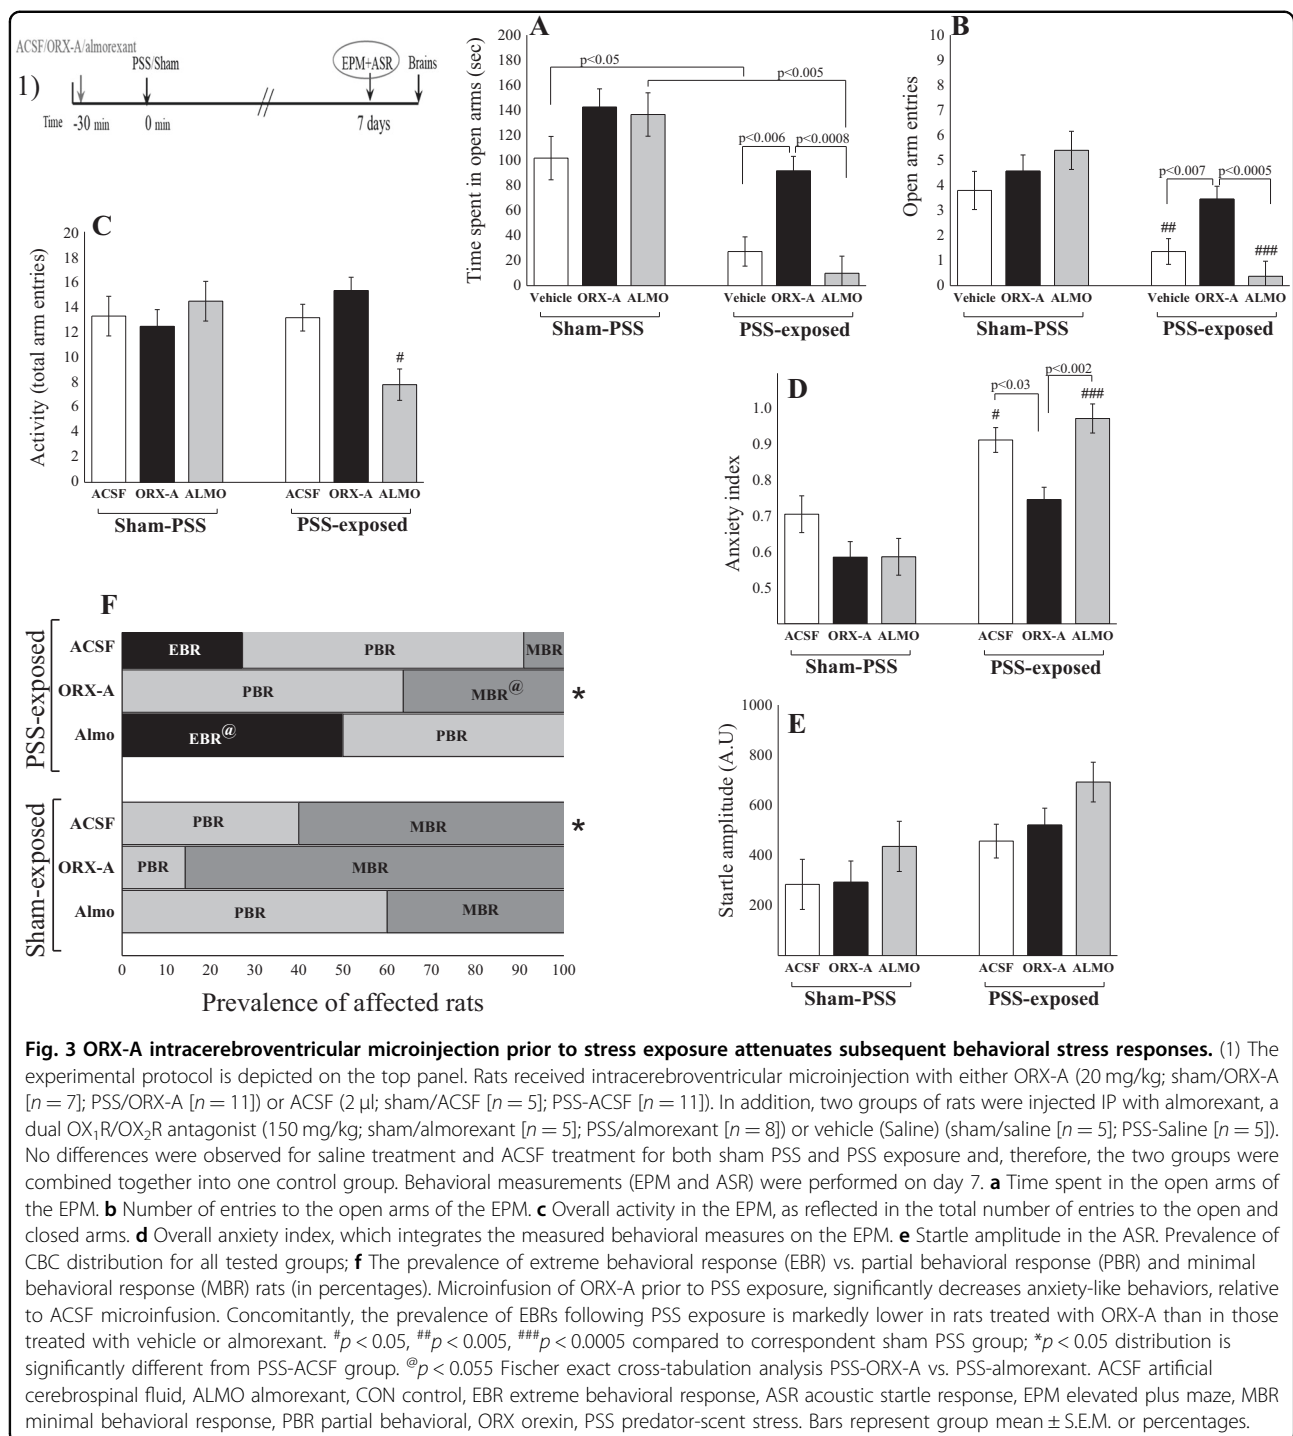 ACSF/ORX-A/almorexant
PSS/Sham
EPM+ASR
Brains
1)
Time
-30 min
0 min
7 days
A
Time spent in open arms (sec)
200
180
160
140
120
100
80
60
40
20
0
p<0.05
p<0.005
p<0.006
p<0.0008
Vehicle ORX-A ALMO
Vehicle ORX-A ALMO
Sham-PSS
PSS-exposed
B
Open arm entries
10
9
8
7
6
5
4
3
2
1
0
p<0.007
p<0.0005
##
###
Vehicle ORX-A ALMO
Vehicle ORX-A ALMO
Sham-PSS
PSS-exposed
C
Activity (total arm entries)
20
18
16
14
12
10
8
6
4
2
0
#
ACSF ORX-A ALMO
ACSF ORX-A ALMO
Sham-PSS
PSS-exposed
D
Anxiety index
1.0
0.9
0.8
0.7
0.6
0.5
p<0.03
p<0.002
#
###
ACSF ORX-A ALMO
ACSF ORX-A ALMO
Sham-PSS
PSS-exposed
F
PSS-exposed
ACSF
EBR
PBR
MBR
ORX-A
PBR
MBR@
*
Almo
EBR@
PBR
Sham-exposed
ACSF
PBR
MBR
*
ORX-A
PBR
MBR
Almo
PBR
MBR
0 10 20 30 40 50 60 70 80 90 100
Prevalence of affected rats
E
Startle amplitude (A.U)
1000
800
600
400
200
ACSF ORX-A ALMO
ACSF ORX-A ALMO
Sham-PSS
PSS-exposed
Fig. 3 ORX-A intracerebroventricular microinjection prior to stress exposure attenuates subsequent behavioral stress responses. (1) The
experimental protocol is depicted on the top panel. Rats received intracerebroventricular microinjection with either ORX-A (20 mg/kg; sham/ORX-A
[n = 7]; PSS/ORX-A [n = 11]) or ACSF (2 µl; sham/ACSF [n = 5]; PSS-ACSF [n = 11]). In addition, two groups of rats were injected IP with almorexant, a
dual OX₁R/OX₂R antagonist (150 mg/kg; sham/almorexant [n = 5]; PSS/almorexant [n = 8]) or vehicle (Saline) (sham/saline [n = 5]; PSS-Saline [n = 5]).
No differences were observed for saline treatment and ACSF treatment for both sham PSS and PSS exposure and, therefore, the two groups were
combined together into one control group. Behavioral measurements (EPM and ASR) were performed on day 7. a Time spent in the open arms of
the EPM. b Number of entries to the open arms of the EPM. c Overall activity in the EPM, as reflected in the total number of entries to the open and
closed arms. d Overall anxiety index, which integrates the measured behavioral measures on the EPM. e Startle amplitude in the ASR. Prevalence of
CBC distribution for all tested groups; f The prevalence of extreme behavioral response (EBR) vs. partial behavioral response (PBR) and minimal
behavioral response (MBR) rats (in percentages). Microinfusion of ORX-A prior to PSS exposure, significantly decreases anxiety-like behaviors, relative
to ACSF microinfusion. Concomitantly, the prevalence of EBRs following PSS exposure is markedly lower in rats treated with ORX-A than in those
treated with vehicle or almorexant. #p < 0.05, ##p < 0.005, ###p < 0.0005 compared to correspondent sham PSS group; *p < 0.05 distribution is
significantly different from PSS-ACSF group. @p < 0.055 Fischer exact cross-tabulation analysis PSS-ORX-A vs. PSS-almorexant. ACSF artificial
cerebrospinal fluid, ALMO almorexant, CON control, EBR extreme behavioral response, ASR acoustic startle response, EPM elevated plus maze, MBR
minimal behavioral response, PBR partial behavioral, ORX orexin, PSS predator-scent stress. Bars represent group mean ± S.E.M. or percentages.